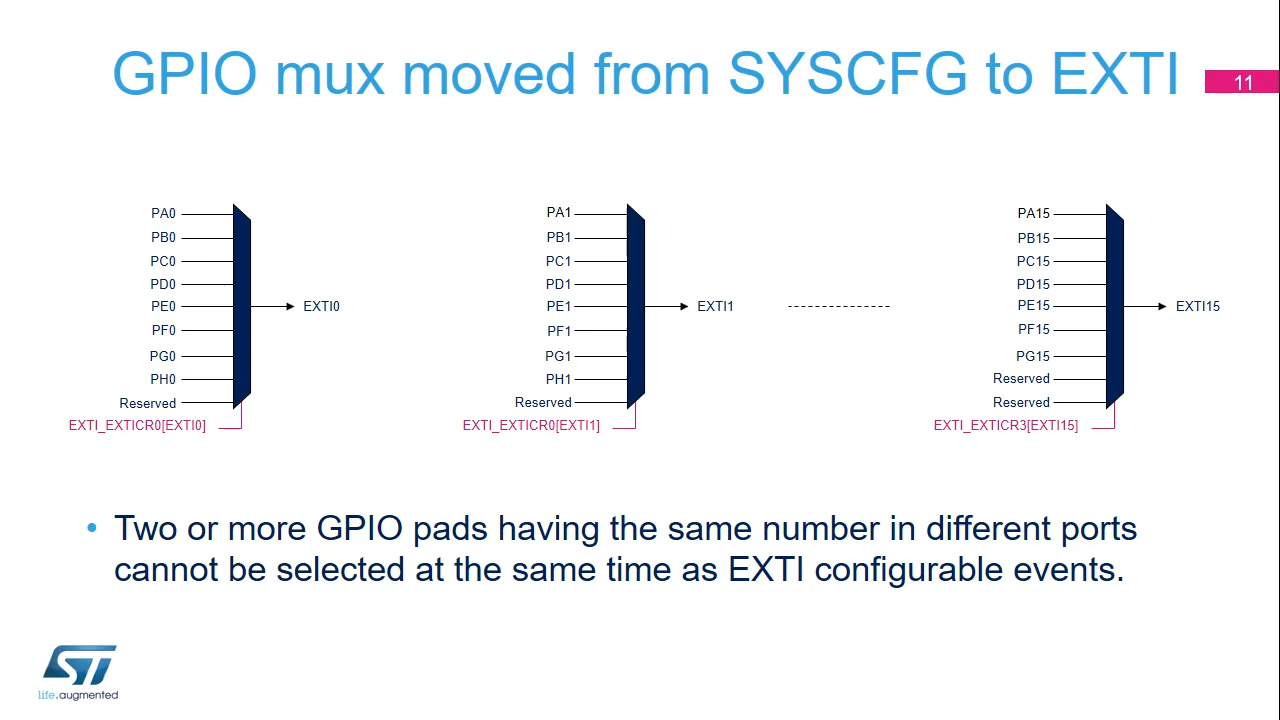 GPIO mux moved from SYSCFG to EXTI
11
PA0
PB0
PC0
PD0
PE0
PF0
PG0
PH0
Reserved
EXTI0
EXTI_EXTICR0[EXTI0]
PA1
PB1
PC1
PD1
PE1
PF1
PG1
PH1
Reserved
EXTI1
EXTI_EXTICR0[EXTI1]
PA15
PB15
PC15
PD15
PE15
PF15
PG15
Reserved
Reserved
EXTI15
EXTI_EXTICR3[EXTI15]
• Two or more GPIO pads having the same number in different ports
cannot be selected at the same time as EXTI configurable events.
ST
life.augmented